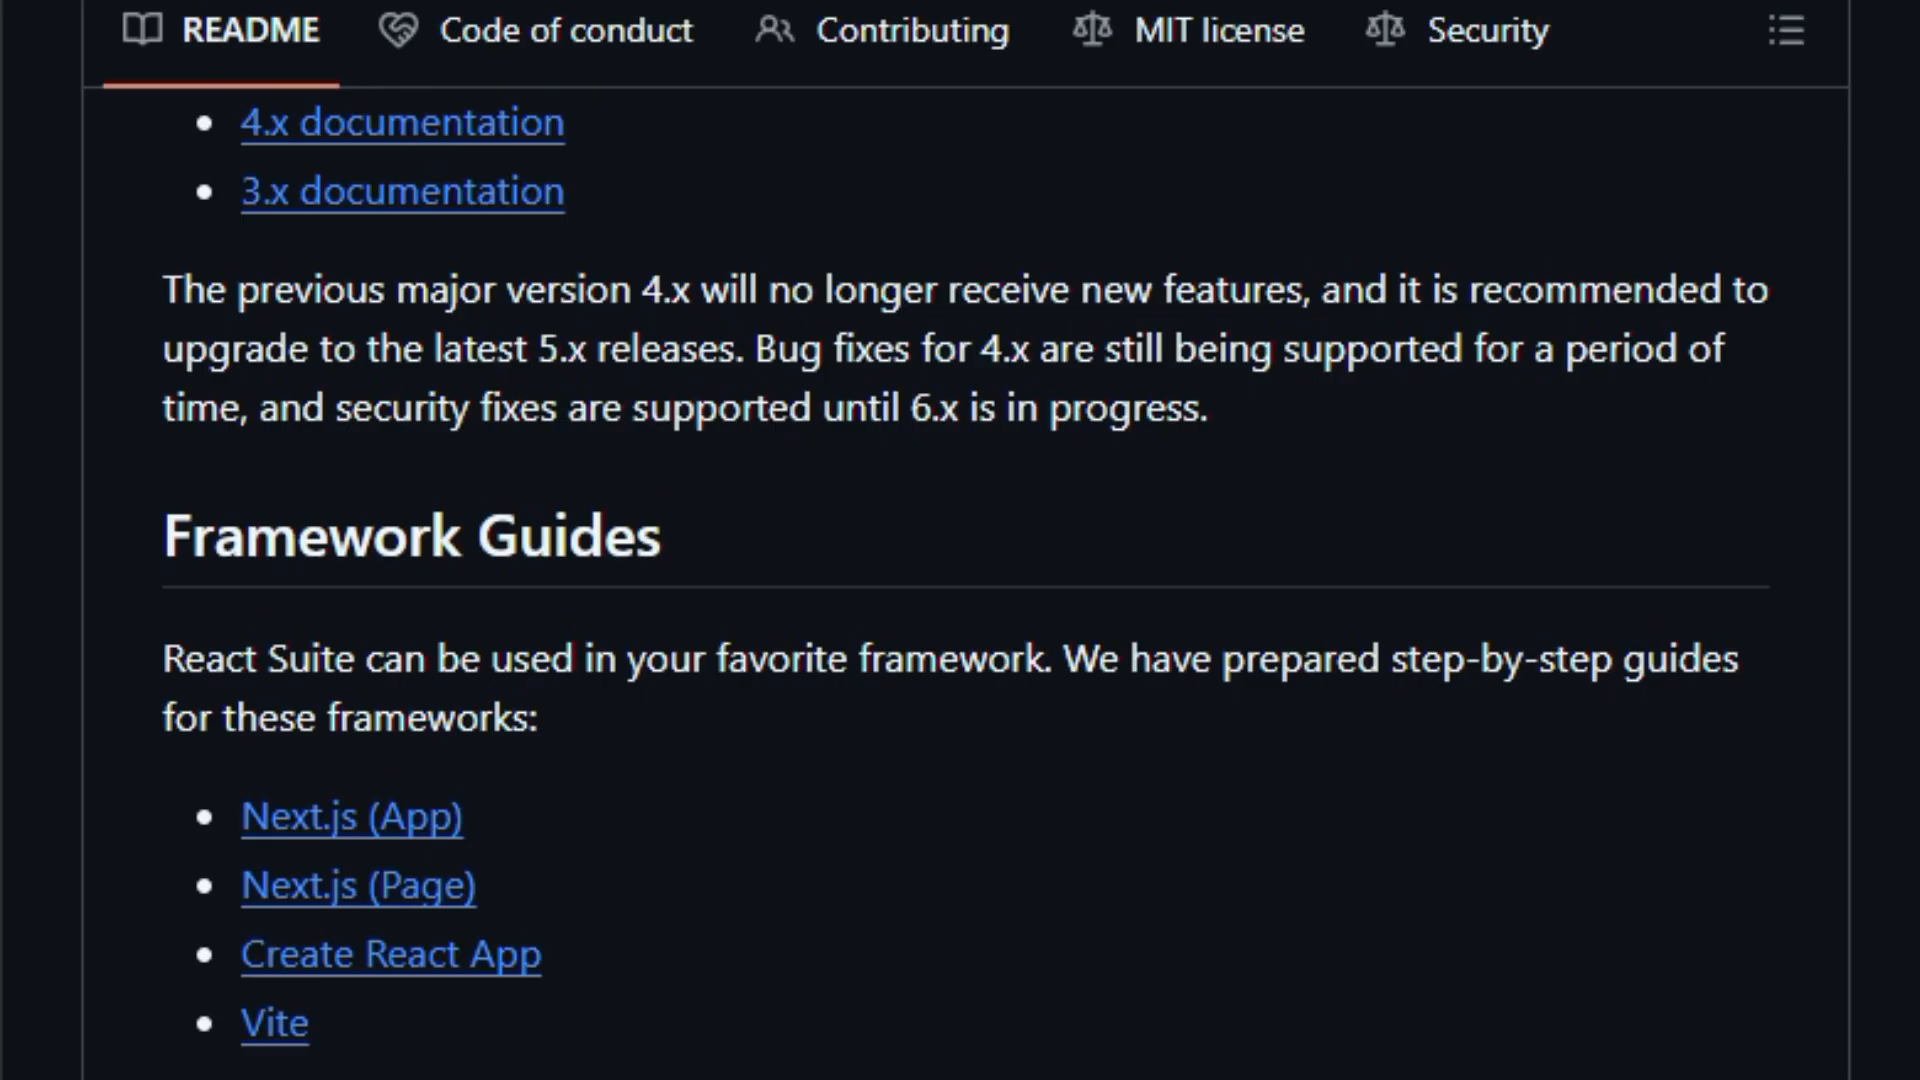 README Code of conduct Contributing MIT license Security
4.x documentation
3.x documentation
The previous major version 4.x will no longer receive new features, and it is recommended to
upgrade to the latest 5.x releases. Bug fixes for 4.x are still being supported for a period of
time, and security fixes are supported until 6.x is in progress.
Framework Guides
React Suite can be used in your favorite framework. We have prepared step-by-step guides
for these frameworks:
Next.js (App)
Next.js (Page)
Create React App
Vite